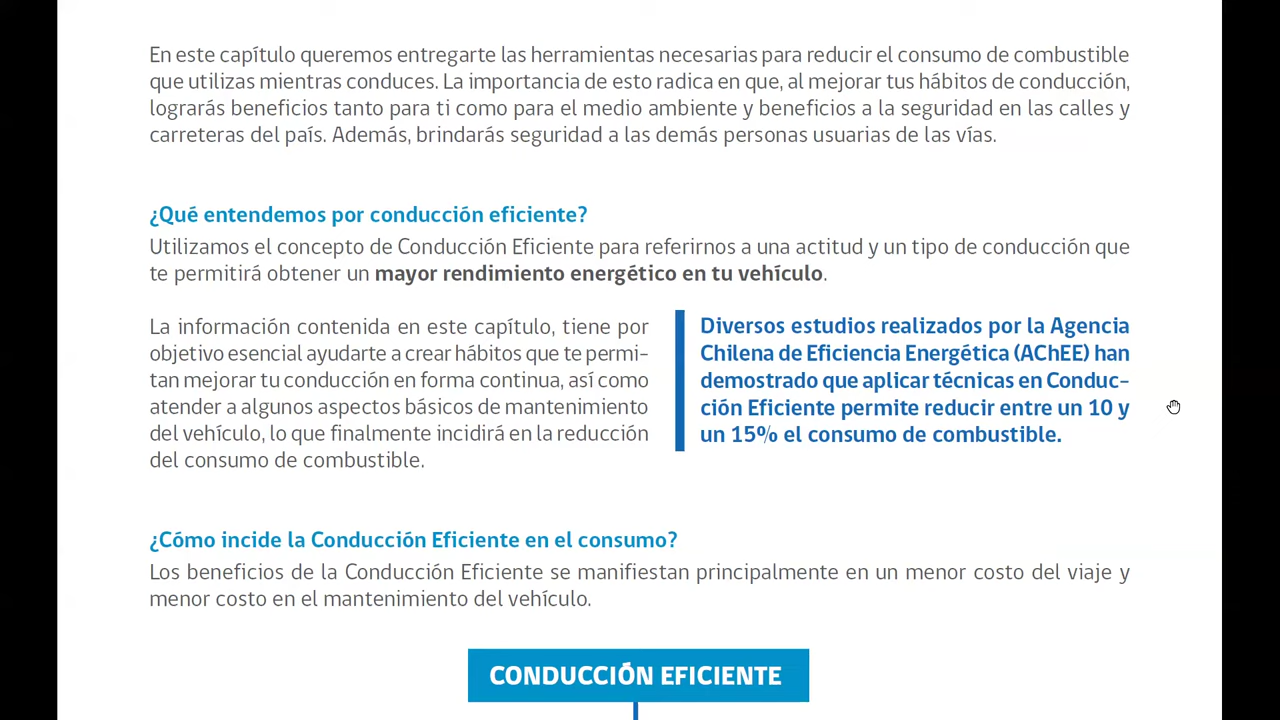 En este capítulo queremos entregarte las herramientas necesarias para reducir el consumo de combustible
que utilizas mientras conduces. La importancia de esto radica en que, al mejorar tus hábitos de conducción,
lograrás beneficios tanto para ti como para el medio ambiente y beneficios a la seguridad en las calles y
carreteras del país. Además, brindarás seguridad a las demás personas usuarias de las vías.
¿Qué entendemos por conducción eficiente?
Utilizamos el concepto de Conducción Eficiente para referirnos a una actitud y un tipo de conducción que
te permitirá obtener un mayor rendimiento energético en tu vehículo.
La información contenida en este capítulo, tiene por
objetivo esencial ayudarte a crear hábitos que te permi-
tan mejorar tu conducción en forma continua, así como
atender a algunos aspectos básicos de mantenimiento
del vehículo, lo que finalmente incidirá en la reducción
del consumo de combustible.
Diversos estudios realizados por la Agencia
Chilena de Eficiencia Energética (AChEE) han
demostrado que aplicar técnicas en Conduc-
ción Eficiente permite reducir entre un 10 y
un 15% el consumo de combustible.
¿Cómo incide la Conducción Eficiente en el consumo?
Los beneficios de la Conducción Eficiente se manifiestan principalmente en un menor costo del viaje y
menor costo en el mantenimiento del vehículo.
CONDUCCIÓN EFICIENTE